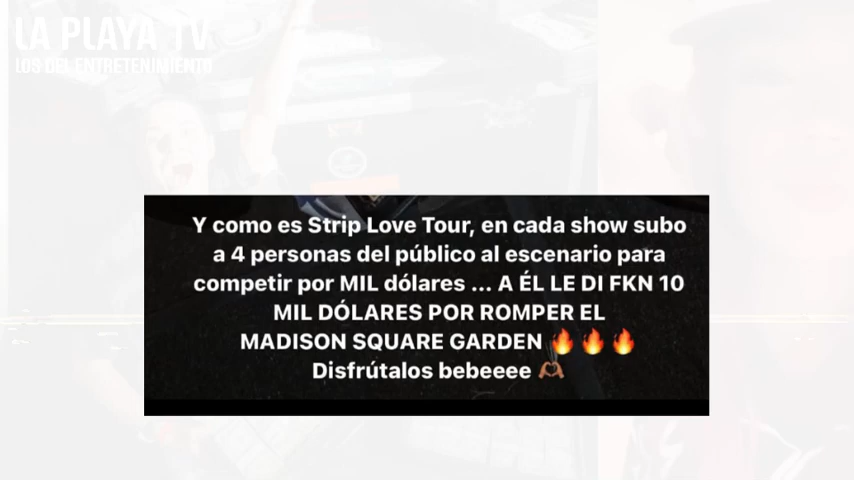 LA PLAYA TV
LOS DEL ENTRETENIMIENTO
Y como es Strip Love Tour, en cada show subo
a 4 personas del público al escenario para
competir por MIL dólares ... A ÉL LE DI FKN 10
MIL DÓLARES POR ROMPER EL
MADISON SQUARE GARDEN 🔥🔥🔥
Disfrútalos bebeeee 🫶🏽